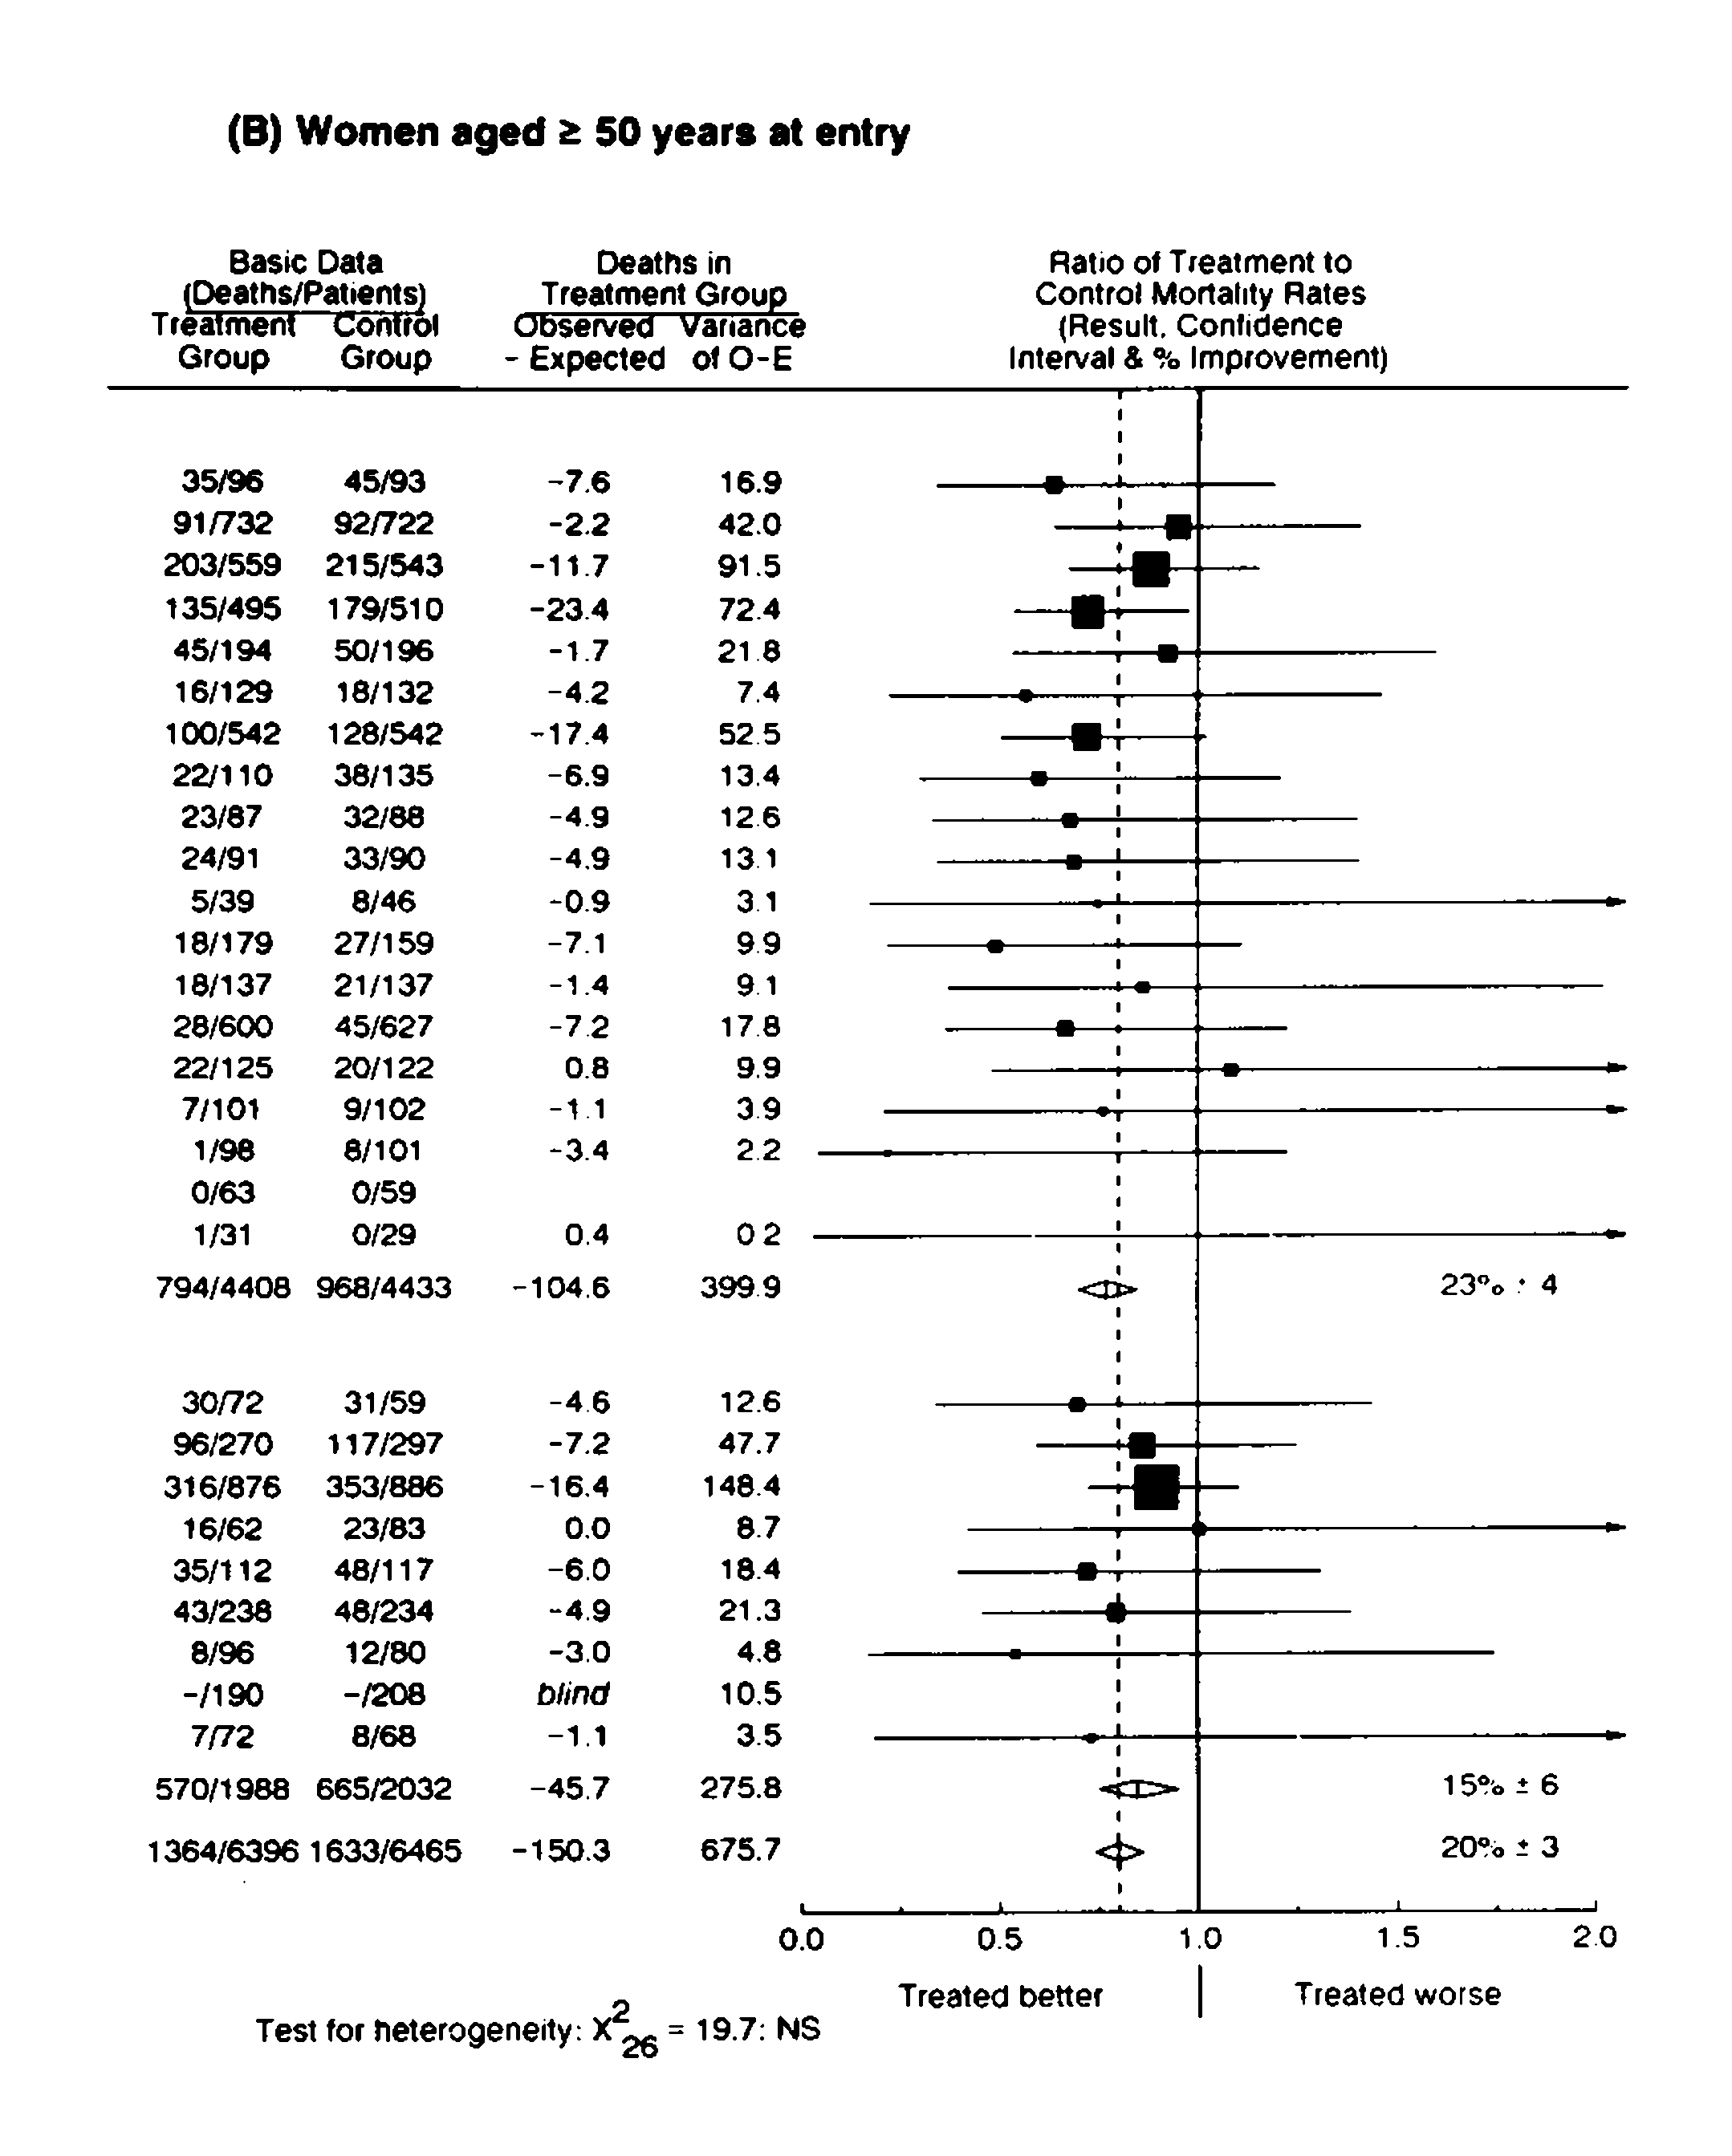 (B) Women aged ≥ 50 years at entry
Basic Data
(Deaths/Patients)
Treatment Group
Control Group
Deaths in
Treatment Group
Observed - Expected
Variance of O-E
Ratio of Treatment to
Control Mortality Rates
(Result, Confidence
Interval & % Improvement)
35/96 45/93 -7.6 16.9
91/732 92/722 -2.2 42.0
203/559 215/543 -11.7 91.5
135/495 179/510 -23.4 72.4
45/194 50/196 -1.7 21.8
16/129 18/132 -4.2 7.4
100/542 128/542 -17.4 52.5
22/110 38/135 -6.9 13.4
23/87 32/88 -4.9 12.6
24/91 33/90 -4.9 13.1
5/39 8/46 -0.9 3.1
18/179 27/159 -7.1 9.9
18/137 21/137 -1.4 9.1
28/600 45/627 -7.2 17.8
22/125 20/122 0.8 9.9
7/101 9/102 -1.1 3.9
1/98 8/101 -3.4 2.2
0/63 0/59
1/31 0/29 0.4 0.2
794/4408 968/4433 -104.6 399.9 23% ± 4
30/72 31/59 -4.6 12.6
96/270 117/297 -7.2 47.7
316/876 353/886 -16.4 148.4
16/62 23/83 0.0 8.7
35/112 48/117 -6.0 18.4
43/238 48/234 -4.9 21.3
8/96 12/80 -3.0 4.8
-/190 -/208 blind 10.5
7/72 8/68 -1.1 3.5
570/1988 665/2032 -45.7 275.8 15% ± 6
1364/6396 1633/6465 -150.3 675.7 20% ± 3
0.0 0.5 1.0 1.5 2.0
Treated better Treated worse
Test for heterogeneity: X²₂₆ = 19.7: NS